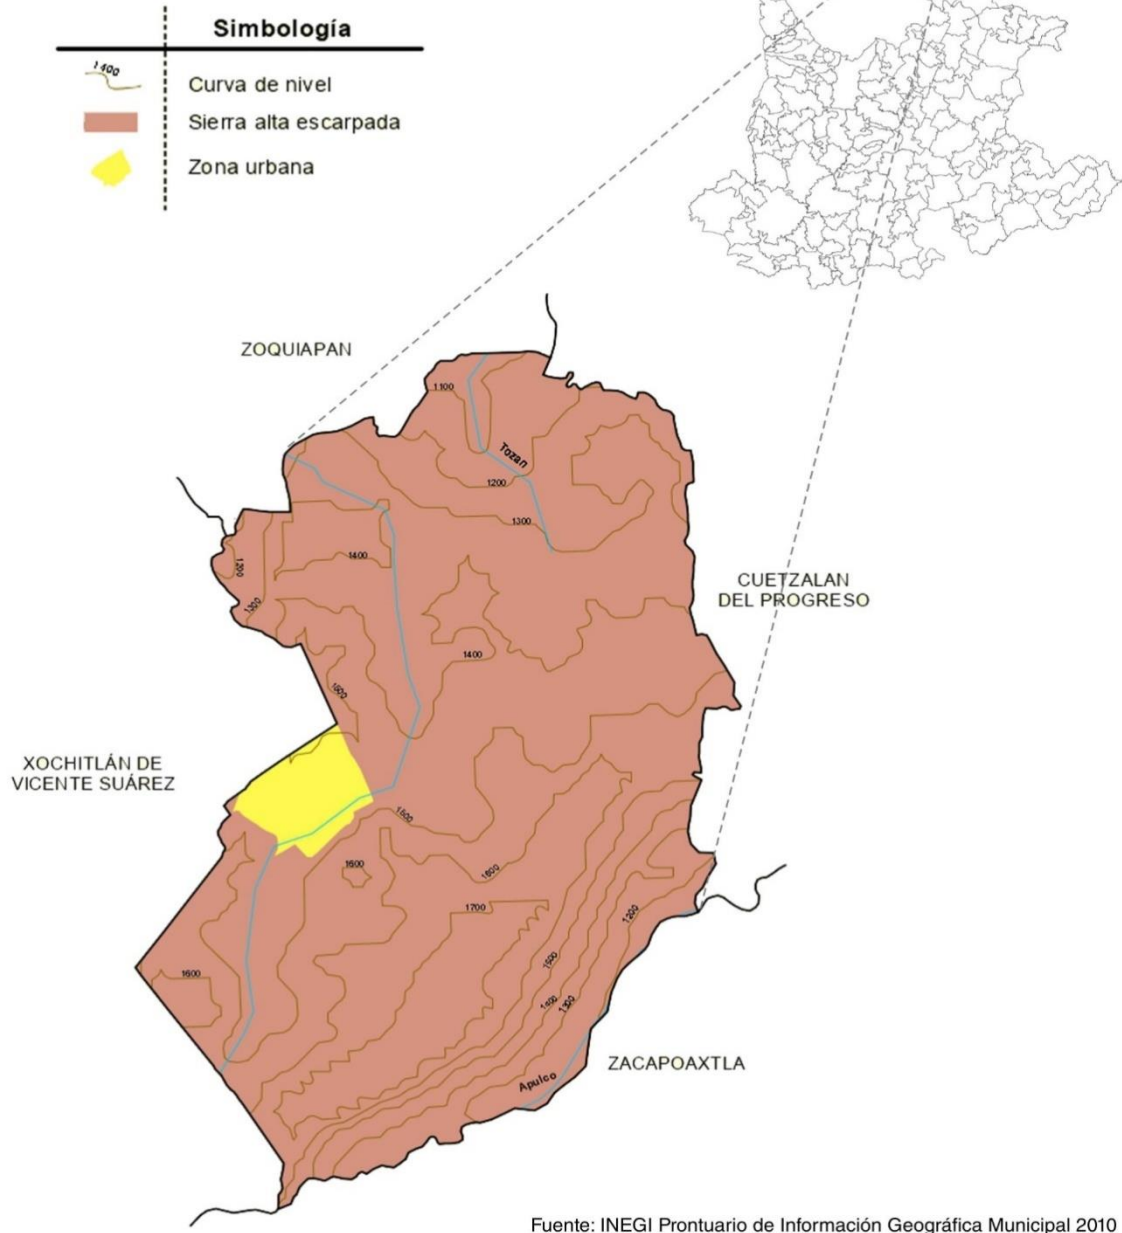 Simbología
1400
Curva de nivel
Sierra alta escarpada
Zona urbana
ZOQUIAPAN
1100
Tozan
1200
1300
1400
1200
1300
CUETZALAN
DEL PROGRESO
1400
1500
XOCHITLÁN DE
VICENTE SUÁREZ
1500
1600
1600
1700
1200
1500
1600
1400
1300
ZACAPOAXTLA
Apulco
Fuente: INEGI Prontuario de Información Geográfica Municipal 2010